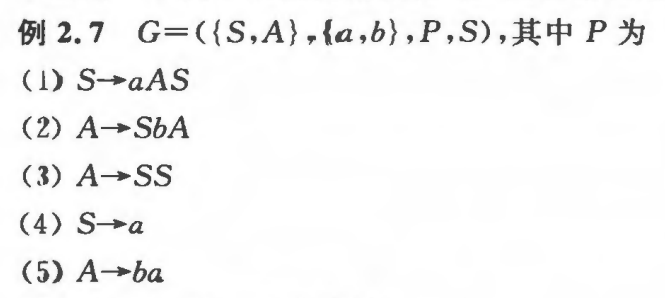 例 2.7 G=({S,A},{a,b},P,S),其中 P 为
(1) S→aAS
(2) A→SbA
(3) A→SS
(4) S→a
(5) A→ba